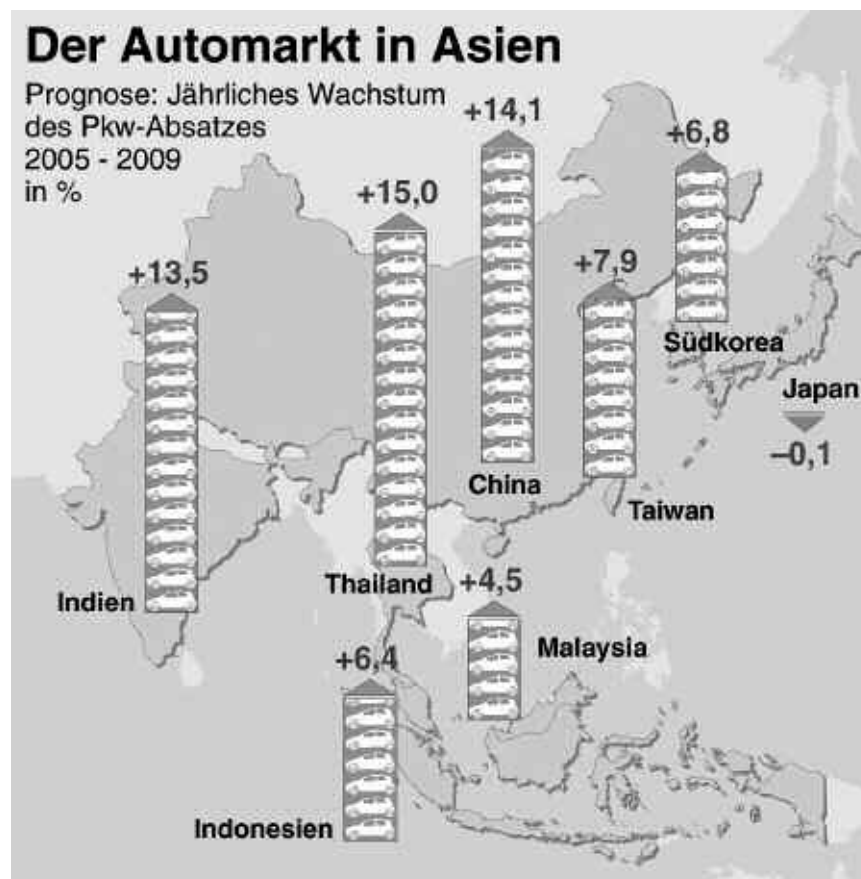 Der Automarkt in Asien
Prognose: Jährliches Wachstum
des Pkw-Absatzes
2005 - 2009
in %
+14,1
+6,8
+15,0
+13,5
+7,9
Südkorea
Japan
–0,1
China
Taiwan
Thailand
+4,5
Indien
Malaysia
+6,4
Indonesien